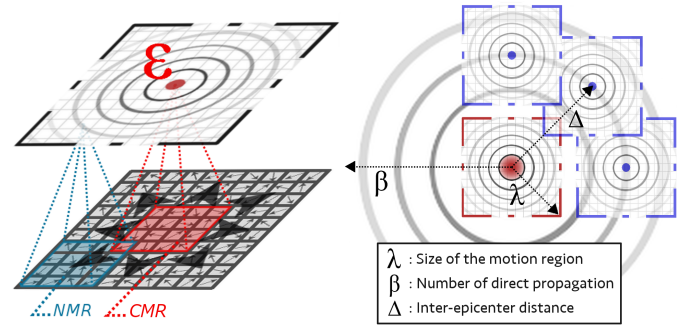 ε
NMR
CMR
Δ
β
λ
λ : Size of the motion region
β : Number of direct propagation
Δ : Inter-epicenter distance